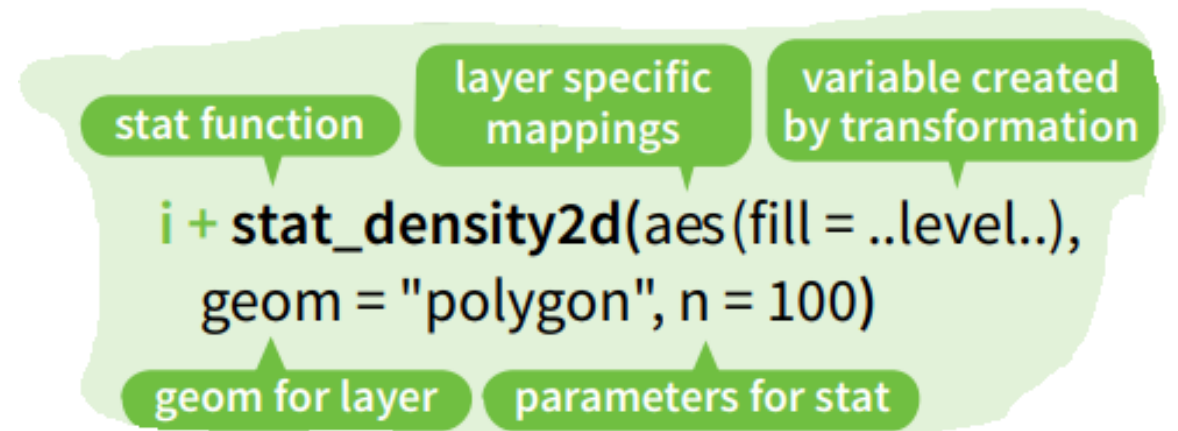 layer specific
mappings
variable created
by transformation
stat function
i + stat_density2d(aes(fill = ..level..),
geom = "polygon", n = 100)
geom for layer
parameters for stat